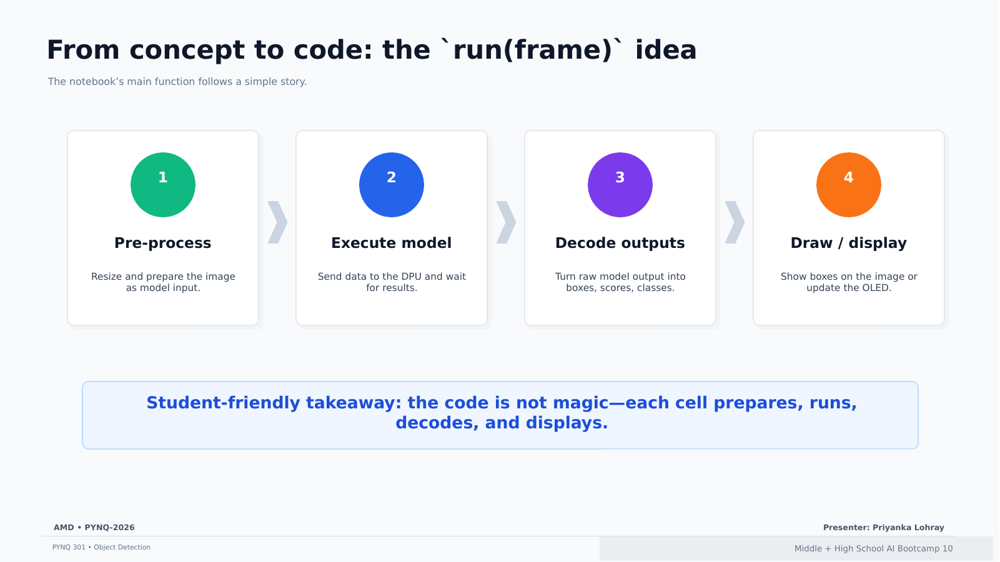 From concept to code: the `run(frame)` idea
The notebook’s main function follows a simple story.
1
Pre-process
Resize and prepare the image
as model input.
2
Execute model
Send data to the DPU and wait
for results.
3
Decode outputs
Turn raw model output into
boxes, scores, classes.
4
Draw / display
Show boxes on the image or
update the OLED.
Student-friendly takeaway: the code is not magic—each cell prepares, runs,
decodes, and displays.
AMD • PYNQ-2026
Presenter: Priyanka Lohray
PYNQ 301 • Object Detection
Middle + High School AI Bootcamp 10